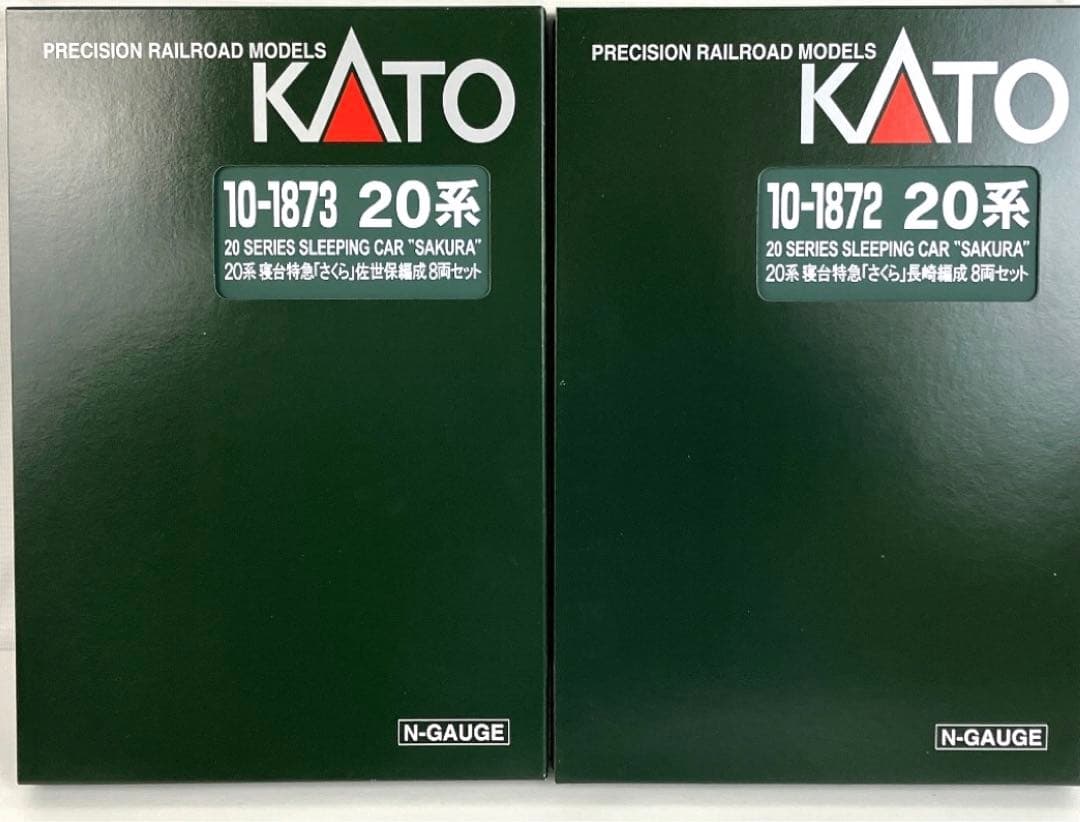 PRECISION RAILROAD MODELS
KATO
10-1873 20系
20 SERIES SLEEPING CAR "SAKURA"
20系 寝台特急「さくら」佐世保編成 8両セット
N-GAUGE
PRECISION RAILROAD MODELS
KATO
10-1872 20系
20 SERIES SLEEPING CAR "SAKURA"
20系 寝台特急「さくら」長崎編成 8両セット
N-GAUGE